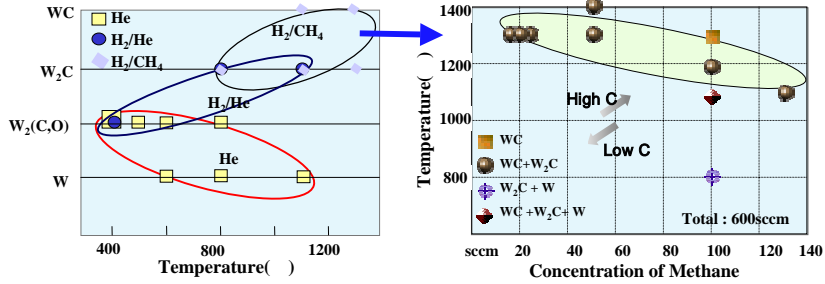 WC
W₂C
W₂(C,O)
W
He
H₂/He
H₂/CH₄
H₂/CH₄
H₂/He
He
400
800
1200
Temperature( )
1400
1200
1000
800
Temperature( )
High C
Low C
WC
WC+W₂C
W₂C + W
WC +W₂C+ W
Total : 600sccm
sccm
20
40
60
80
100
120
140
Concentration of Methane